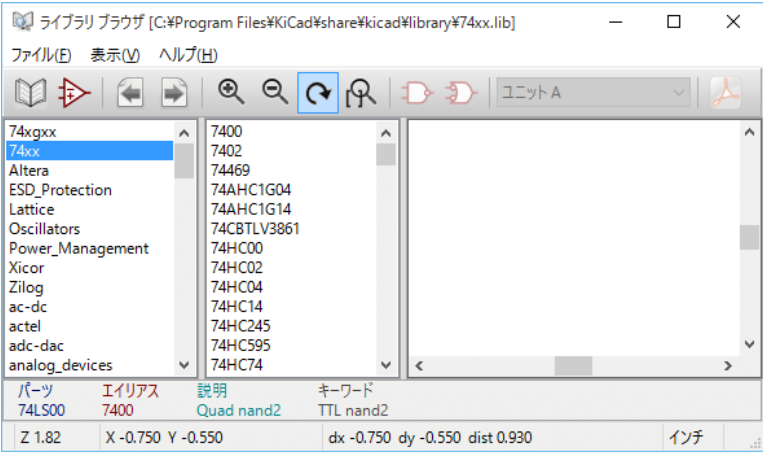 ライブラリ ブラウザ [C:¥Program Files¥KiCad¥share¥kicad¥library¥74xx.lib]
ファイル(F) 表示(V) ヘルプ(H)
ユニット A
74xgxx
74xx
Altera
ESD_Protection
Lattice
Oscillators
Power_Management
Xicor
Zilog
ac-dc
actel
adc-dac
analog_devices
7400
7402
74469
74AHC1G04
74AHC1G14
74CBTLV3861
74HC00
74HC02
74HC04
74HC14
74HC245
74HC595
74HC74
パーツ エイリアス 説明 キーワード
74LS00 7400 Quad nand2 TTL nand2
Z 1.82 X -0.750 Y -0.550 dx -0.750 dy -0.550 dist 0.930 インチ